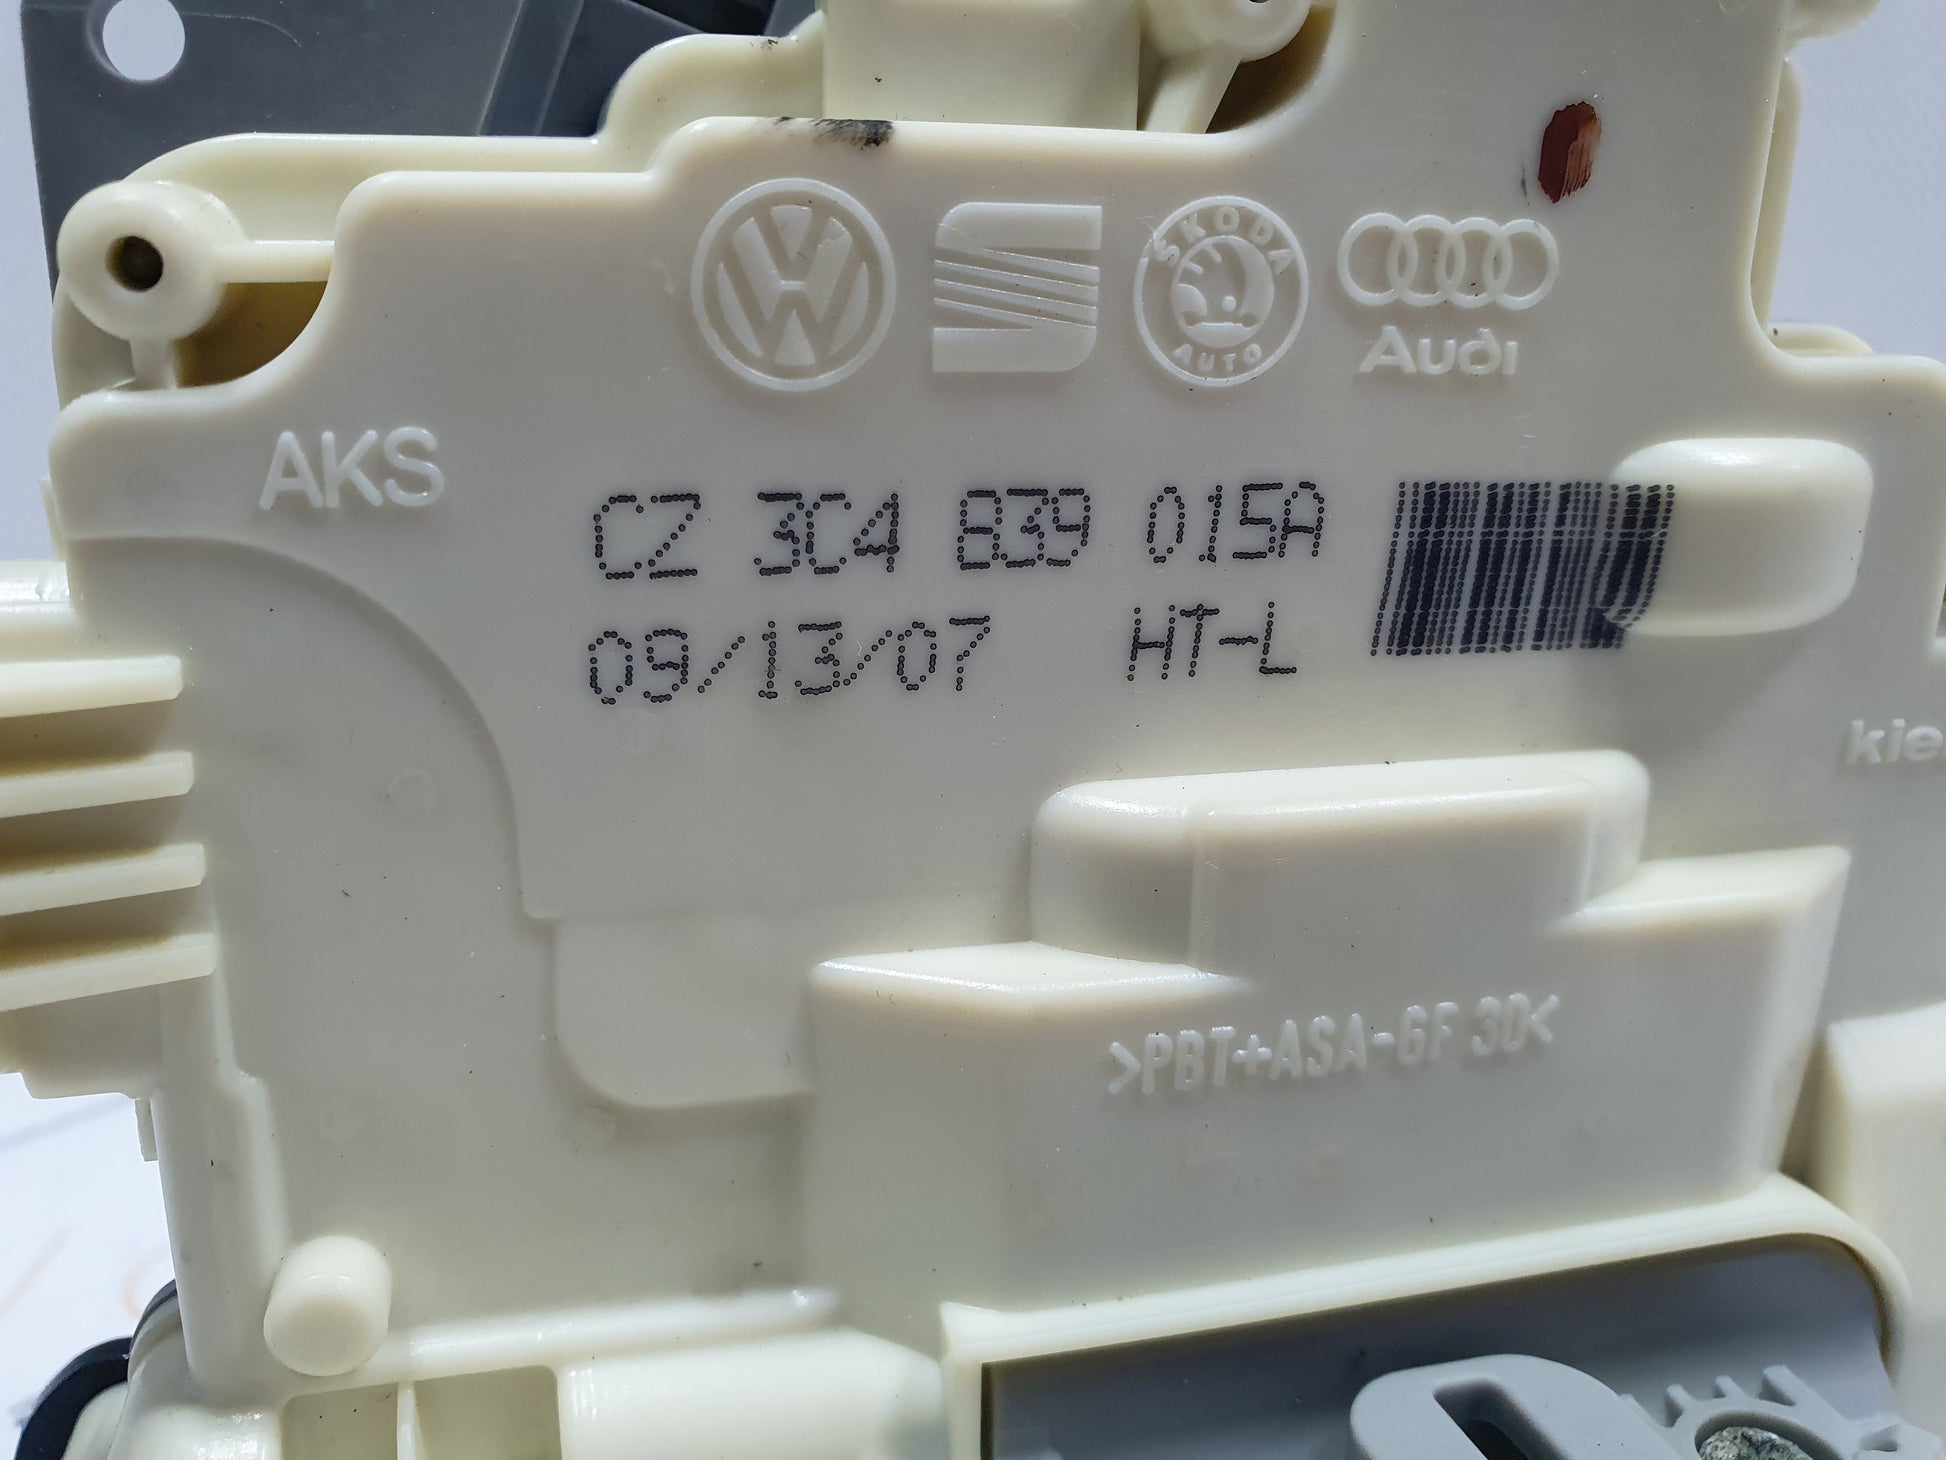 SKODA
AUTO
Audi
AKS
CZ 3C4 839 015A
09/13/07 HT-L
kie
>PBT+ASA-GF 30<